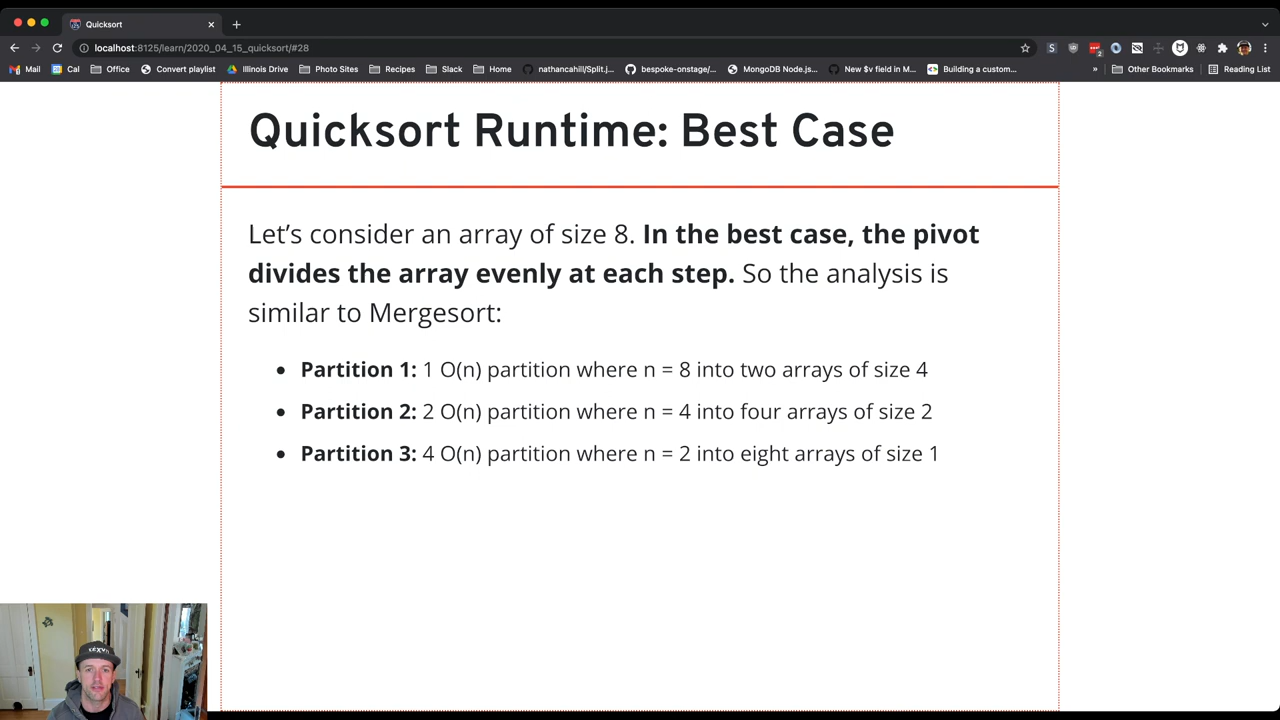 Quicksort
localhost:8125/learn/2020_04_15_quicksort/#28
Mail
Cal
Office
Convert playlist
Illinois Drive
Photo Sites
Recipes
Slack
Home
nathancahill/Split.j...
bespoke-onstage/...
MongoDB Node.js...
New $v field in M...
Building a custom...
»
Other Bookmarks
Reading List
Quicksort Runtime: Best Case
Let's consider an array of size 8. In the best case, the pivot
divides the array evenly at each step. So the analysis is
similar to Mergesort:
• Partition 1: 1 O(n) partition where n = 8 into two arrays of size 4
• Partition 2: 2 O(n) partition where n = 4 into four arrays of size 2
• Partition 3: 4 O(n) partition where n = 2 into eight arrays of size 1